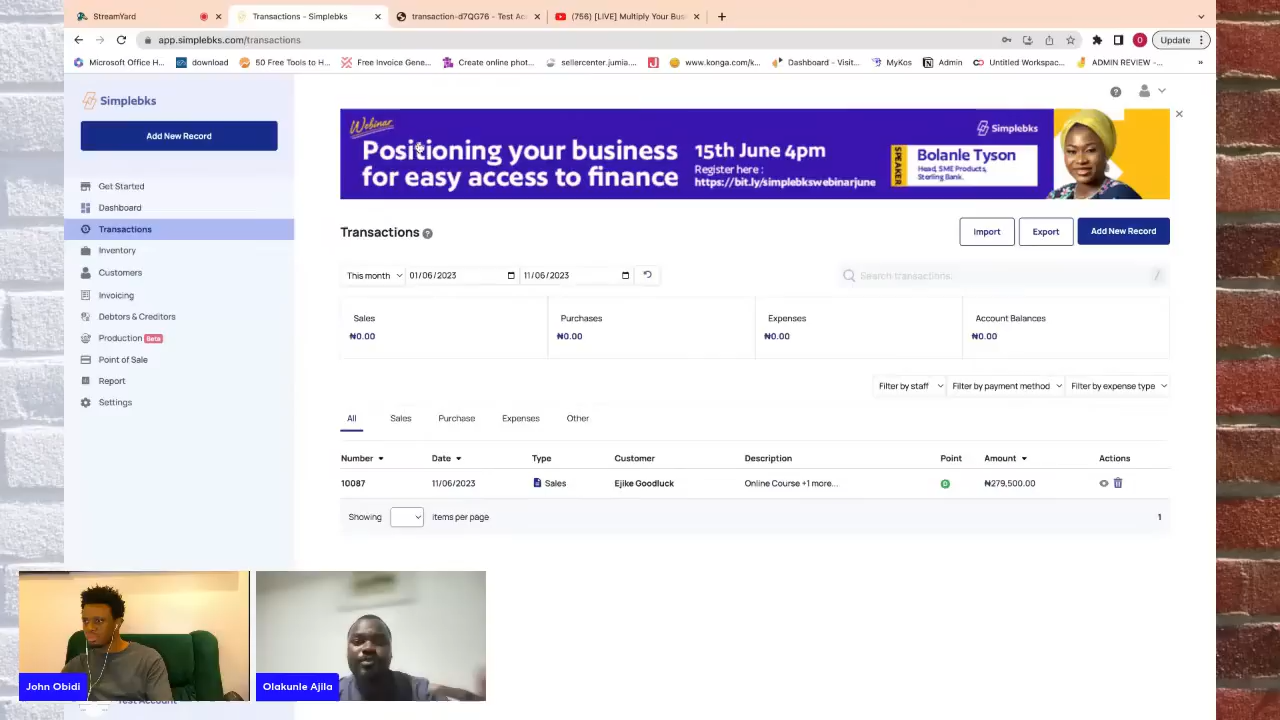 StreamYard
Transactions - Simplebks
transaction-d7QG76 - Test Acc
(756) [LIVE] Multiply Your Busi
app.simplebks.com/transactions
O
Update
Microsoft Office H...
download
50 Free Tools to H...
Free Invoice Gene...
Create online phot...
sellercenter.jumia....
www.konga.com/k...
Dashboard - Visit...
MyKos
Admin
Untitled Workspac...
ADMIN REVIEW -...
Simplebks
Add New Record
Get Started
Dashboard
Transactions
Inventory
Customers
Invoicing
Debtors & Creditors
Production Beta
Point of Sale
Report
Settings
Webinar
Positioning your business
for easy access to finance
15th June 4pm
Register here :
https://bit.ly/simplebkswebinarjune
Simplebks
SPEAKER
Bolanle Tyson
Head, SME Products,
Sterling Bank.
Transactions
Import
Export
Add New Record
This month
01/06/2023
11/06/2023
Search transactions.
/
Sales
₦0.00
Purchases
₦0.00
Expenses
₦0.00
Account Balances
₦0.00
Filter by staff
Filter by payment method
Filter by expense type
All
Sales
Purchase
Expenses
Other
Number
Date
Type
Customer
Description
Point
Amount
Actions
10087
11/06/2023
Sales
Ejike Goodluck
Online Course +1 more...
0
₦279,500.00
Showing
items per page
1
John Obidi
Olakunle Ajila
Test Account